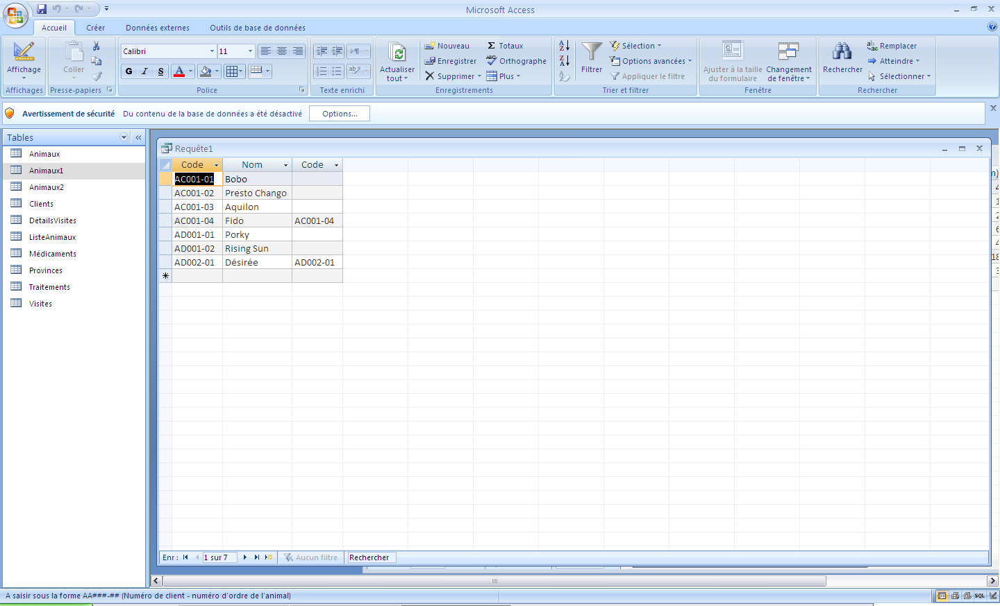 Microsoft Access
Accueil Créer Données externes Outils de base de données
Affichage
Affichages
Coller
Presse-papiers
Calibri 11
G I S A
Police
Texte enrichi
Actualiser tout
Nouveau
Enregistrer
Supprimer
Σ Totaux
Orthographe
Plus
Enregistrements
Filtrer
Sélection
Options avancées
Appliquer le filtre
Trier et filtrer
Ajuster à la taille du formulaire
Changement de fenêtre
Fenêtre
Rechercher
Remplacer
Atteindre
Sélectionner
Rechercher
Avertissement de sécurité Du contenu de la base de données a été désactivé Options...
Tables
Animaux
Animaux1
Animaux2
Clients
DétailsVisites
ListeAnimaux
Médicaments
Provinces
Traitements
Visites
Requête1
Code Nom Code
AC001-01 Bobo
AC001-02 Presto Chango
AC001-03 Aquilon
AC001-04 Fido AC001-04
AD001-01 Porky
AD001-02 Rising Sun
AD002-01 Désirée AD002-01
Enr : 1 sur 7 Aucun filtre Rechercher
A saisir sous la forme AA###-## (Numéro de client - numéro d'ordre de l'animal)
SQL